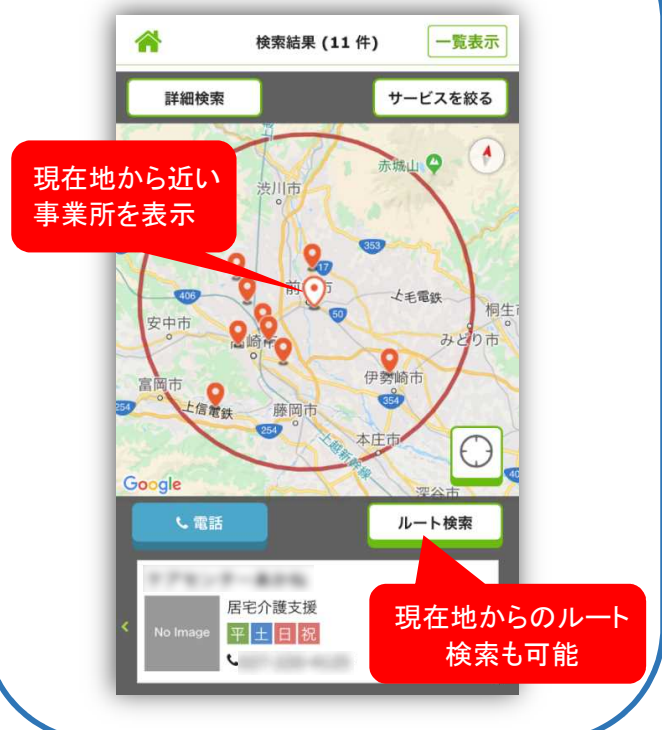 検索結果 (11 件)
一覧表示
詳細検索
サービスを絞る
現在地から近い
事業所を表示
赤城山
渋川市
353
17
406
前
市
50
上毛電鉄
桐生
みどり市
安中市
高崎市
伊勢崎市
354
富岡市
254
上信電鉄
藤岡市
254
上越新幹線
本庄市
深谷市
40
Google
電話
ルート検索
No Image
居宅介護支援
平 土 日 祝
現在地からのルート
検索も可能